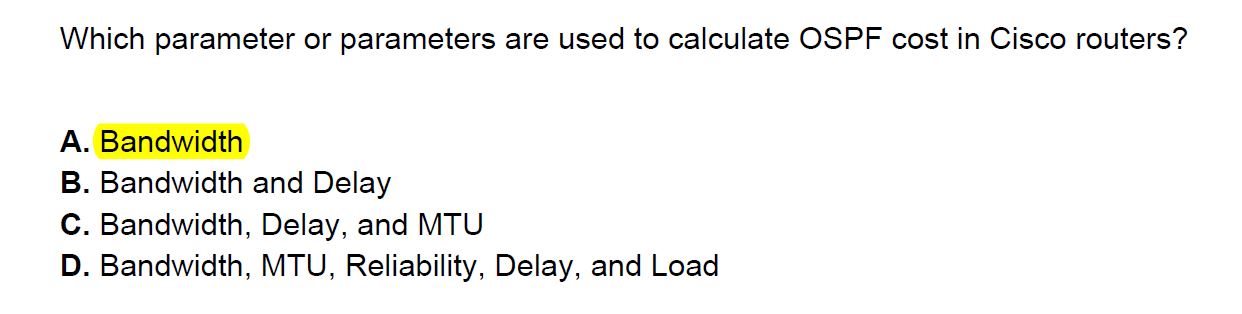 Which parameter or parameters are used to calculate OSPF cost in Cisco routers?
A. Bandwidth
B. Bandwidth and Delay
C. Bandwidth, Delay, and MTU
D. Bandwidth, MTU, Reliability, Delay, and Load